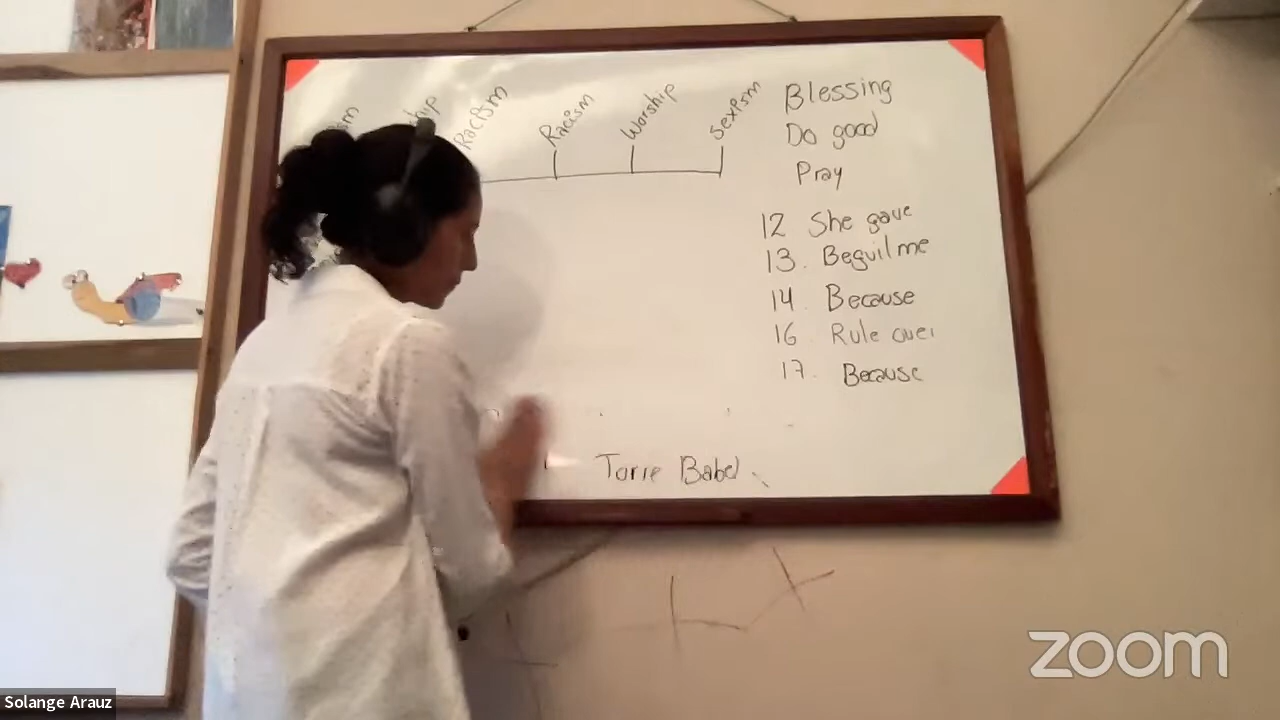 Racism
Racism
Worship
Sexism
Blessing
Do good
Pray
12 She gave
13. Beguil me
14 Because
16 Rule over
17. Because
Torre Babel
zoom
Solange Arauz